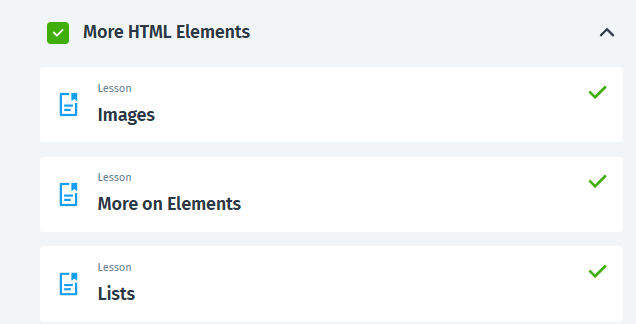 More HTML Elements
Lesson
Images
Lesson
More on Elements
Lesson
Lists